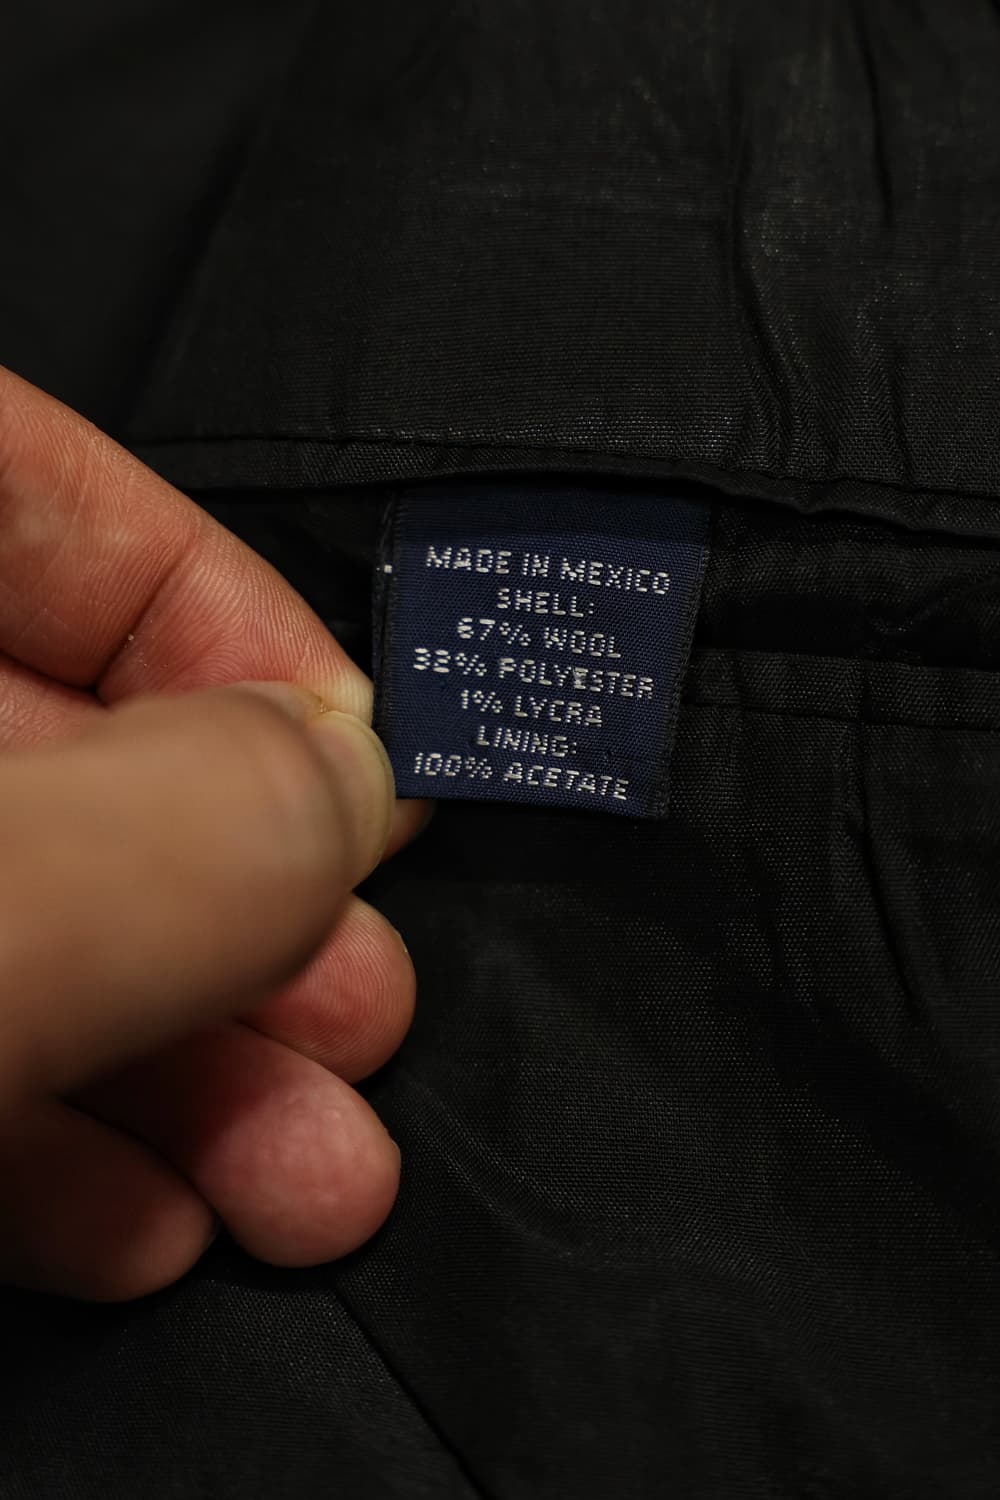 MADE IN MEXICO
SHELL:
67% WOOL
32% POLYESTER
1% LYCRA
LINING:
100% ACETATE